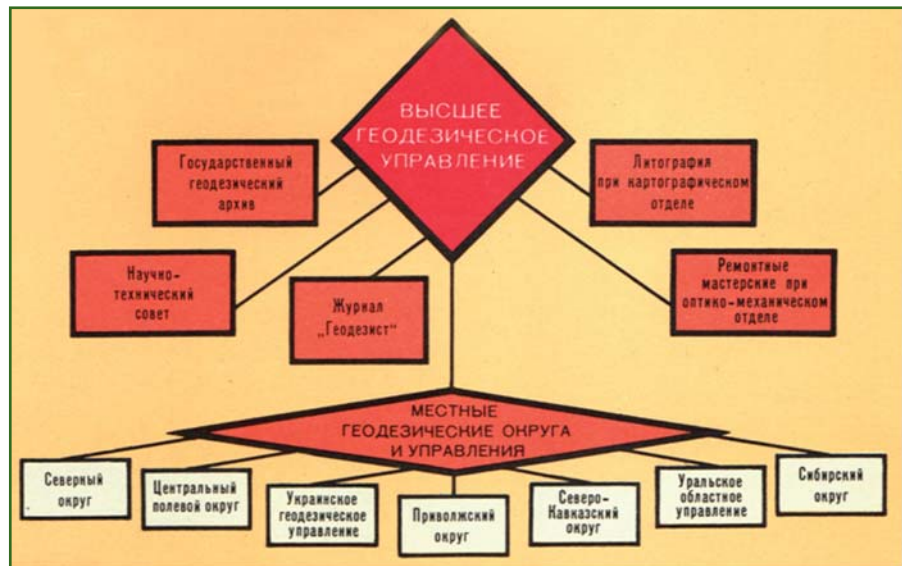 ВЫСШЕЕ
ГЕОДЕЗИЧЕСКОЕ
УПРАВЛЕНИЕ
Государственный
геодезический
архив
Литография
при картографическом
отделе
Научно-
технический
совет
Журнал
„Геодезист“
Ремонтные
мастерские при
оптико-механическом
отделе
МЕСТНЫЕ
ГЕОДЕЗИЧЕСКИЕ ОКРУГА
И УПРАВЛЕНИЯ
Северный
округ
Центральный
полевой округ
Украинское
геодезическое
управление
Приволжский
округ
Северо-
Кавказский
округ
Уральское
областное
управление
Сибирский
округ